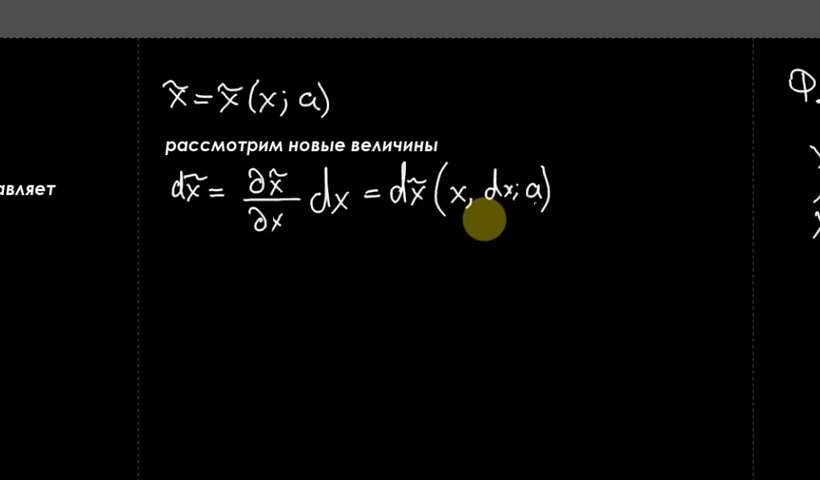 x̃ = x̃(x; a)
рассмотрим новые величины
dx̃ = ∂x̃/∂x dx = dx̃(x, dx; a)
авляет
Ф.